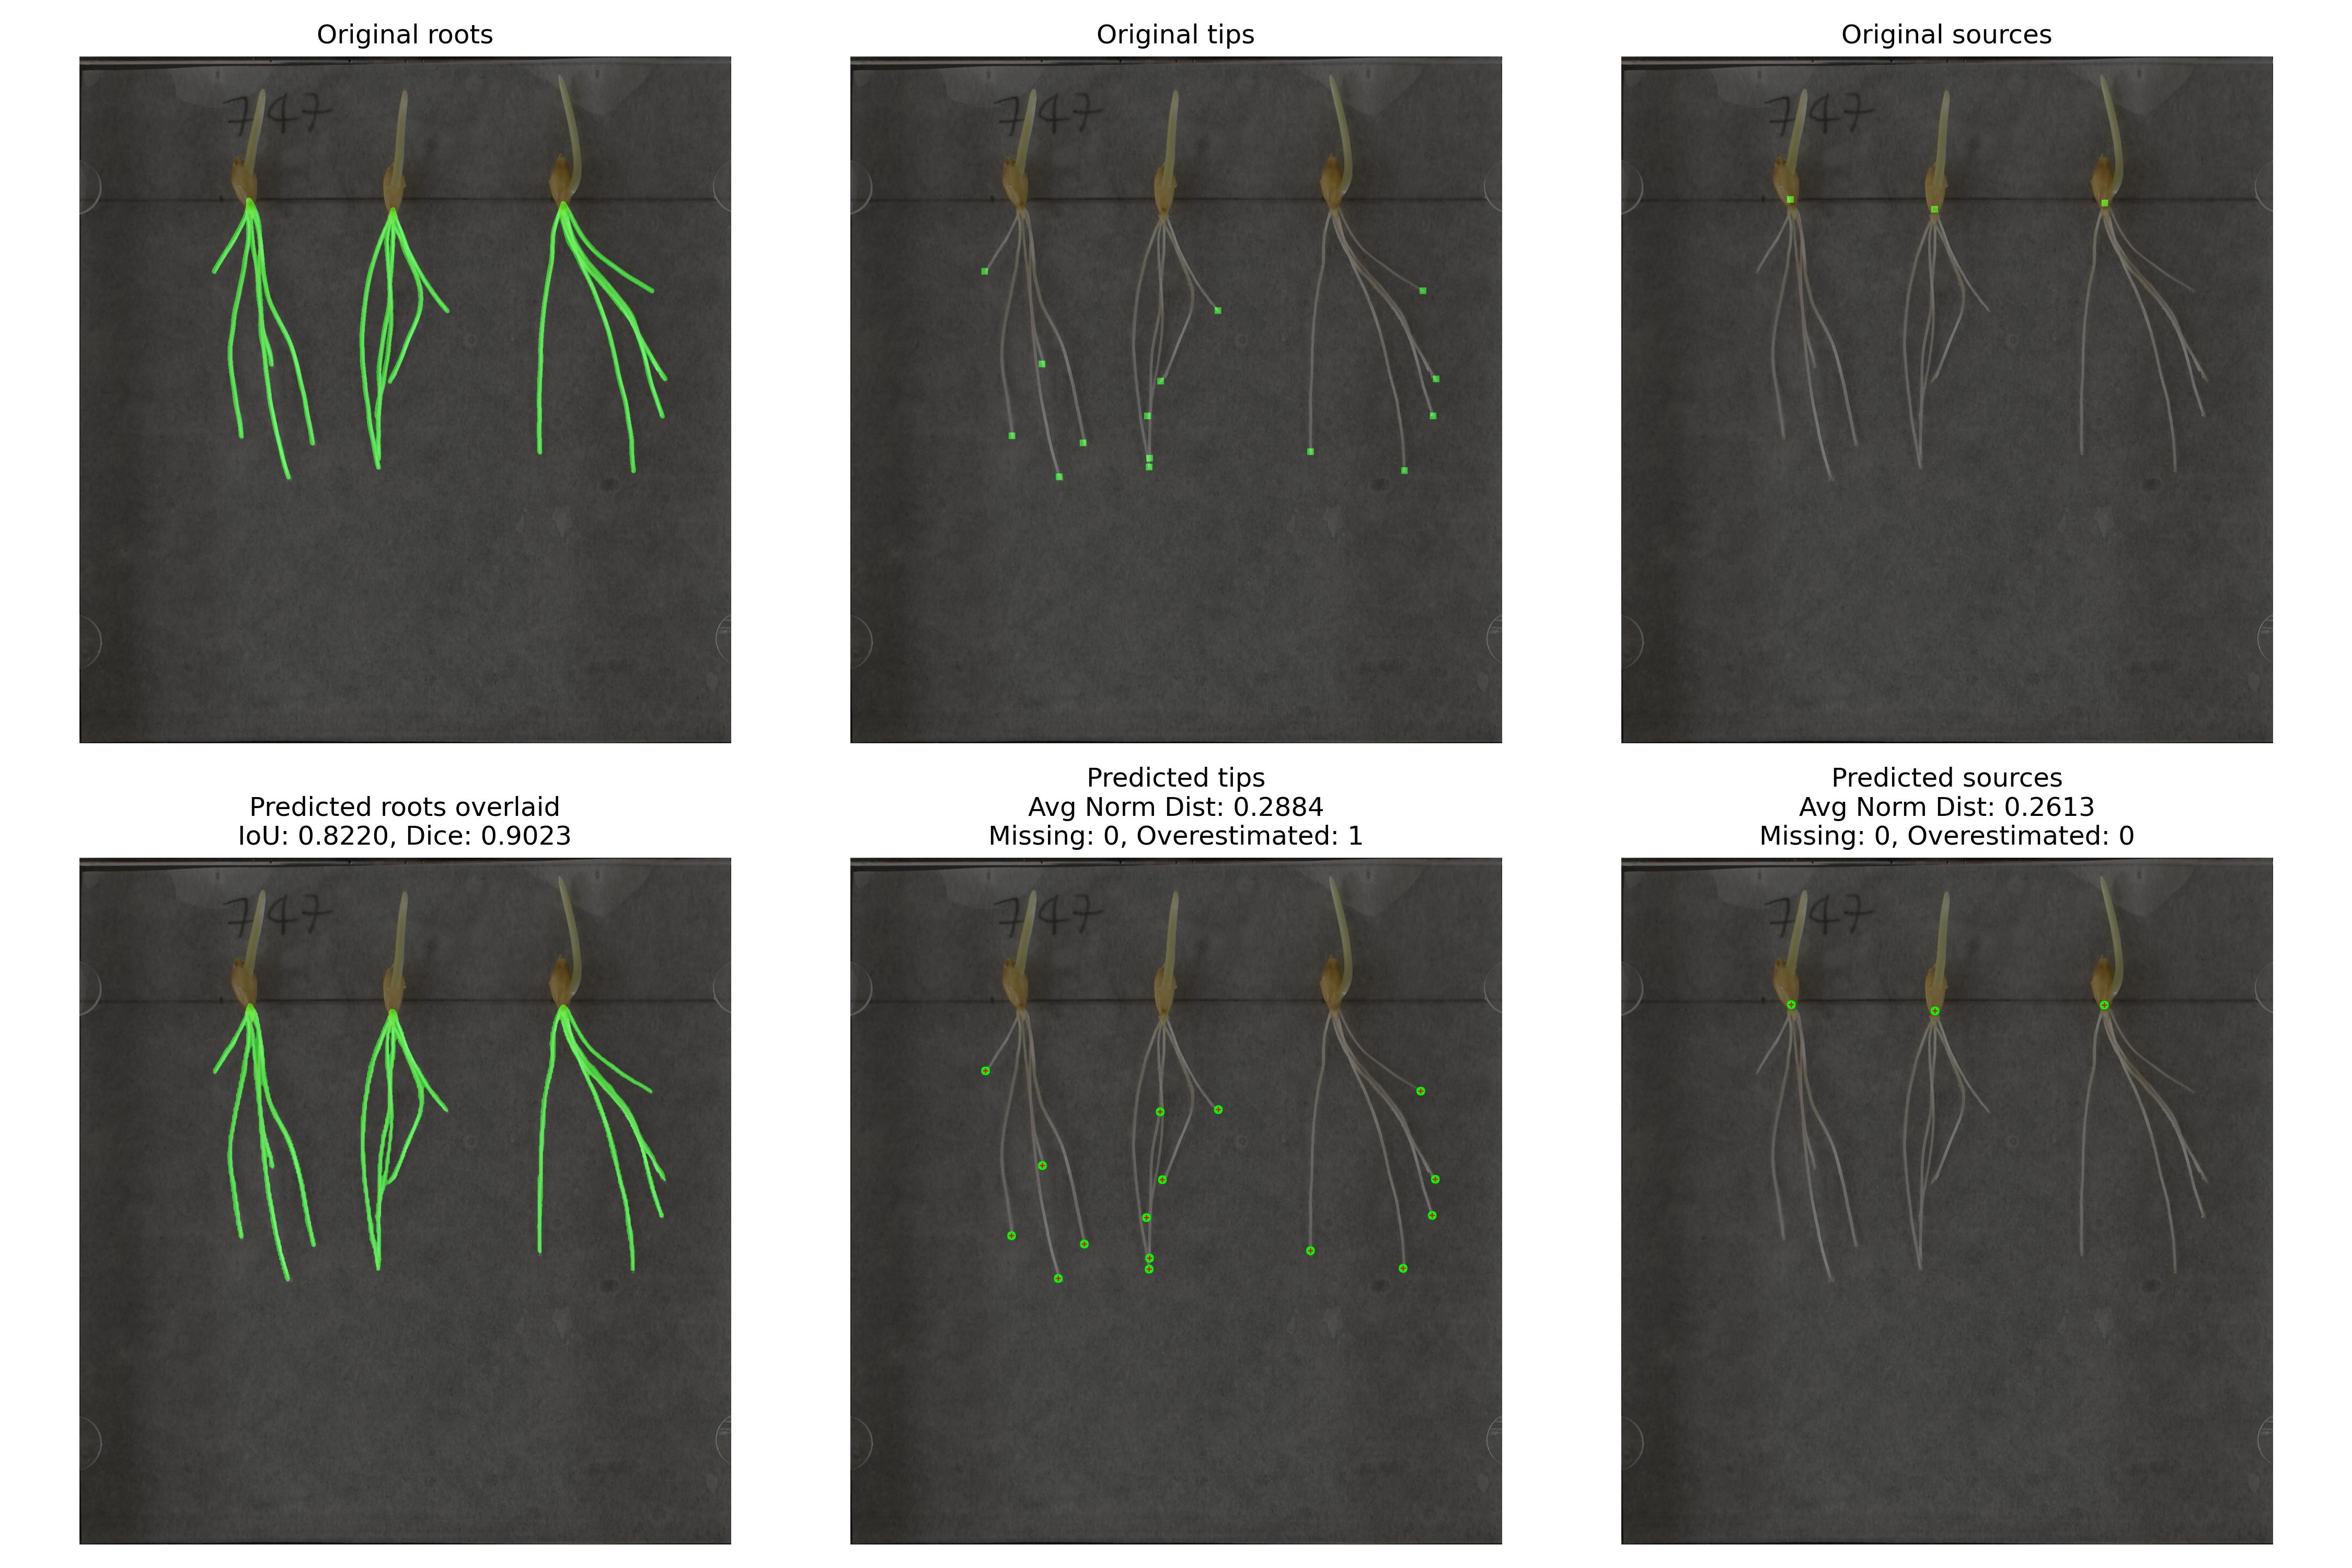 Original roots
Original tips
Original sources
747
747
747
Predicted roots overlaid
IoU: 0.8220, Dice: 0.9023
Predicted tips
Avg Norm Dist: 0.2884
Missing: 0, Overestimated: 1
Predicted sources
Avg Norm Dist: 0.2613
Missing: 0, Overestimated: 0
747
747
747